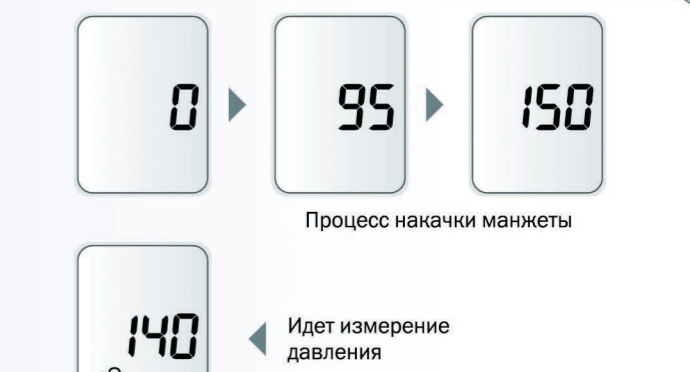 0 95 150
Процесс накачки манжеты
140
Идет измерение
давления